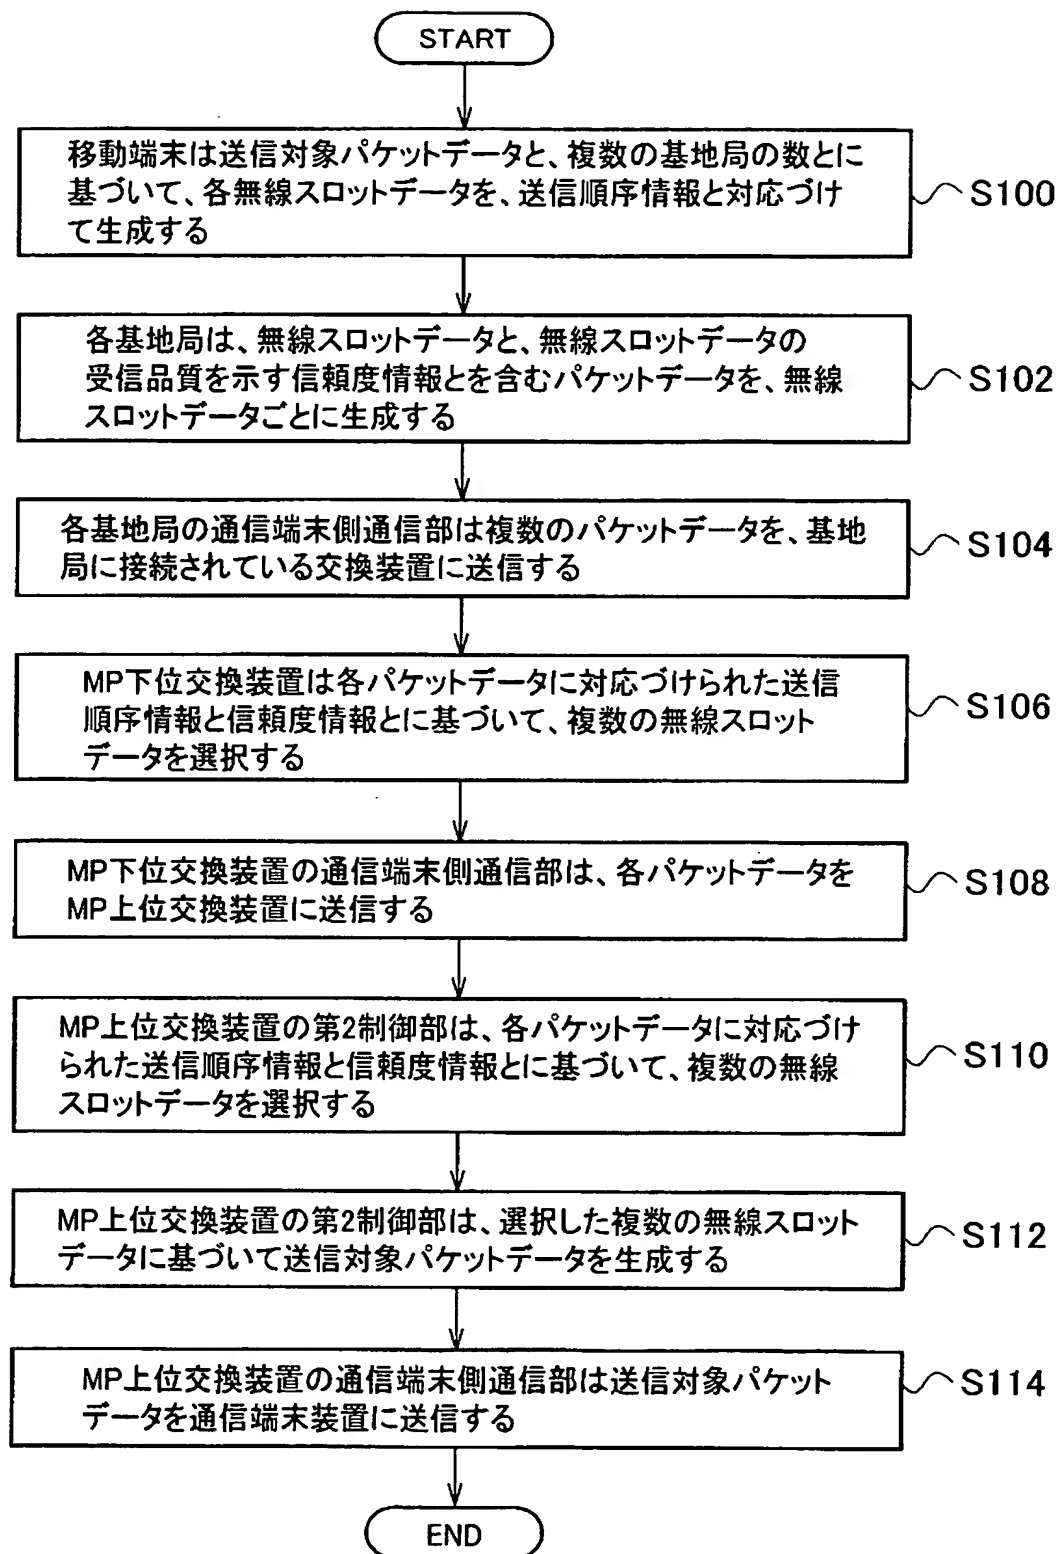 START
移動端末は送信対象パケットデータと、複数の基地局の数とに
基づいて、各無線スロットデータを、送信順序情報と対応づけ
て生成する
S100
各基地局は、無線スロットデータと、無線スロットデータの
受信品質を示す信頼度情報とを含むパケットデータを、無線
スロットデータごとに生成する
S102
各基地局の通信端末側通信部は複数のパケットデータを、基地
局に接続されている交換装置に送信する
S104
MP下位交換装置は各パケットデータに対応づけられた送信
順序情報と信頼度情報とに基づいて、複数の無線スロット
データを選択する
S106
MP下位交換装置の通信端末側通信部は、各パケットデータを
MP上位交換装置に送信する
S108
MP上位交換装置の第2制御部は、各パケットデータに対応づけ
られた送信順序情報と信頼度情報とに基づいて、複数の無線
スロットデータを選択する
S110
MP上位交換装置の第2制御部は、選択した複数の無線スロット
データに基づいて送信対象パケットデータを生成する
S112
MP上位交換装置の通信端末側通信部は送信対象パケット
データを通信端末装置に送信する
S114
END